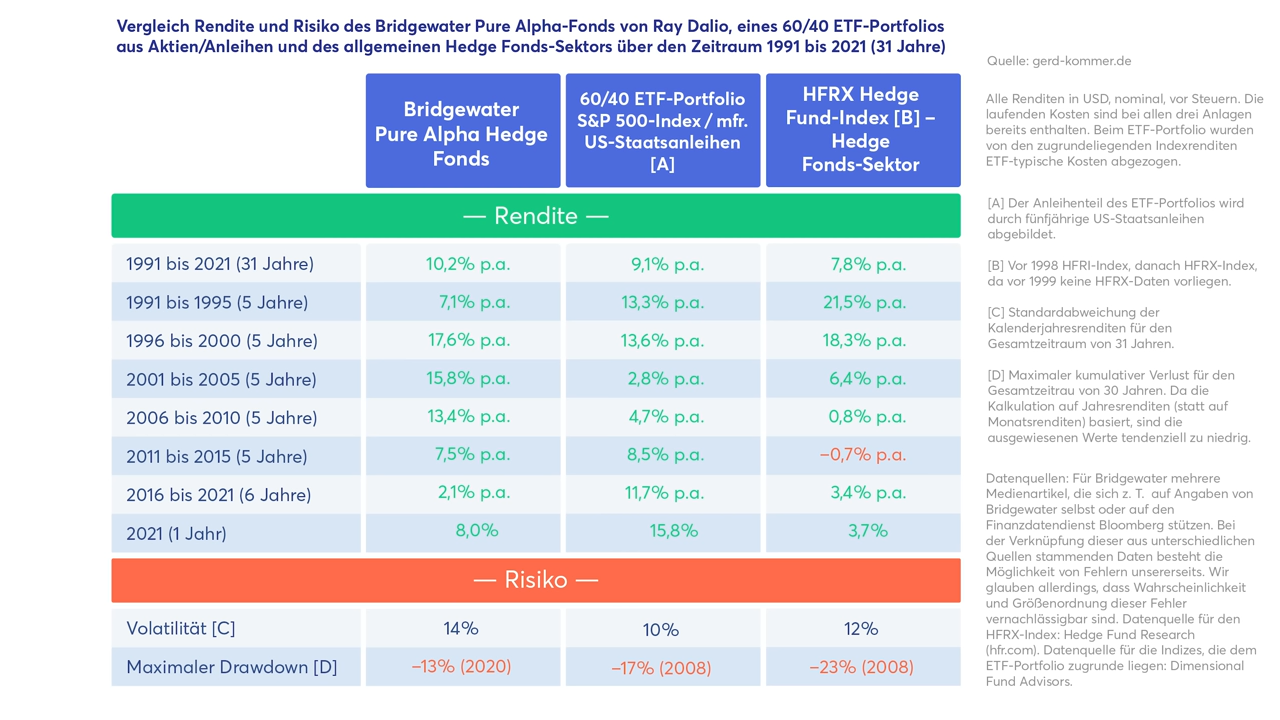 Vergleich Rendite und Risiko des Bridgewater Pure Alpha-Fonds von Ray Dalio, eines 60/40 ETF-Portfolios
aus Aktien/Anleihen und des allgemeinen Hedge Fonds-Sektors über den Zeitraum 1991 bis 2021 (31 Jahre)
Bridgewater
Pure Alpha Hedge
Fonds
60/40 ETF-Portfolio
S&P 500-Index / mfr.
US-Staatsanleihen
[A]
HFRX Hedge
Fund-Index [B] –
Hedge
Fonds-Sektor
— Rendite —
1991 bis 2021 (31 Jahre) 10,2% p.a. 9,1% p.a. 7,8% p.a.
1991 bis 1995 (5 Jahre) 7,1% p.a. 13,3% p.a. 21,5% p.a.
1996 bis 2000 (5 Jahre) 17,6% p.a. 13,6% p.a. 18,3% p.a.
2001 bis 2005 (5 Jahre) 15,8% p.a. 2,8% p.a. 6,4% p.a.
2006 bis 2010 (5 Jahre) 13,4% p.a. 4,7% p.a. 0,8% p.a.
2011 bis 2015 (5 Jahre) 7,5% p.a. 8,5% p.a. –0,7% p.a.
2016 bis 2021 (6 Jahre) 2,1% p.a. 11,7% p.a. 3,4% p.a.
2021 (1 Jahr) 8,0% 15,8% 3,7%
— Risiko —
Volatilität [C] 14% 10% 12%
Maximaler Drawdown [D] –13% (2020) –17% (2008) –23% (2008)
Quelle: gerd-kommer.de
Alle Renditen in USD, nominal, vor Steuern. Die
laufenden Kosten sind bei allen drei Anlagen
bereits enthalten. Beim ETF-Portfolio wurden
von den zugrundeliegenden Indexrenditen
ETF-typische Kosten abgezogen.
[A] Der Anleihenteil des ETF-Portfolios wird
durch fünfjährige US-Staatsanleihen
abgebildet.
[B] Vor 1998 HFRI-Index, danach HFRX-Index,
da vor 1999 keine HFRX-Daten vorliegen.
[C] Standardabweichung der
Kalenderjahresrenditen für den
Gesamtzeitraum von 31 Jahren.
[D] Maximaler kumulativer Verlust für den
Gesamtzeitrau von 30 Jahren. Da die
Kalkulation auf Jahresrenditen (statt auf
Monatsrenditen) basiert, sind die
ausgewiesenen Werte tendenziell zu niedrig.
Datenquellen: Für Bridgewater mehrere
Medienartikel, die sich z. T. auf Angaben von
Bridgewater selbst oder auf den
Finanzdatendienst Bloomberg stützen. Bei
der Verknüpfung dieser aus unterschiedlichen
Quellen stammenden Daten besteht die
Möglichkeit von Fehlern unsererseits. Wir
glauben allerdings, dass Wahrscheinlichkeit
und Größenordnung dieser Fehler
vernachlässigbar sind. Datenquelle für den
HFRX-Index: Hedge Fund Research
(hfr.com). Datenquelle für die Indizes, die dem
ETF-Portfolio zugrunde liegen: Dimensional
Fund Advisors.